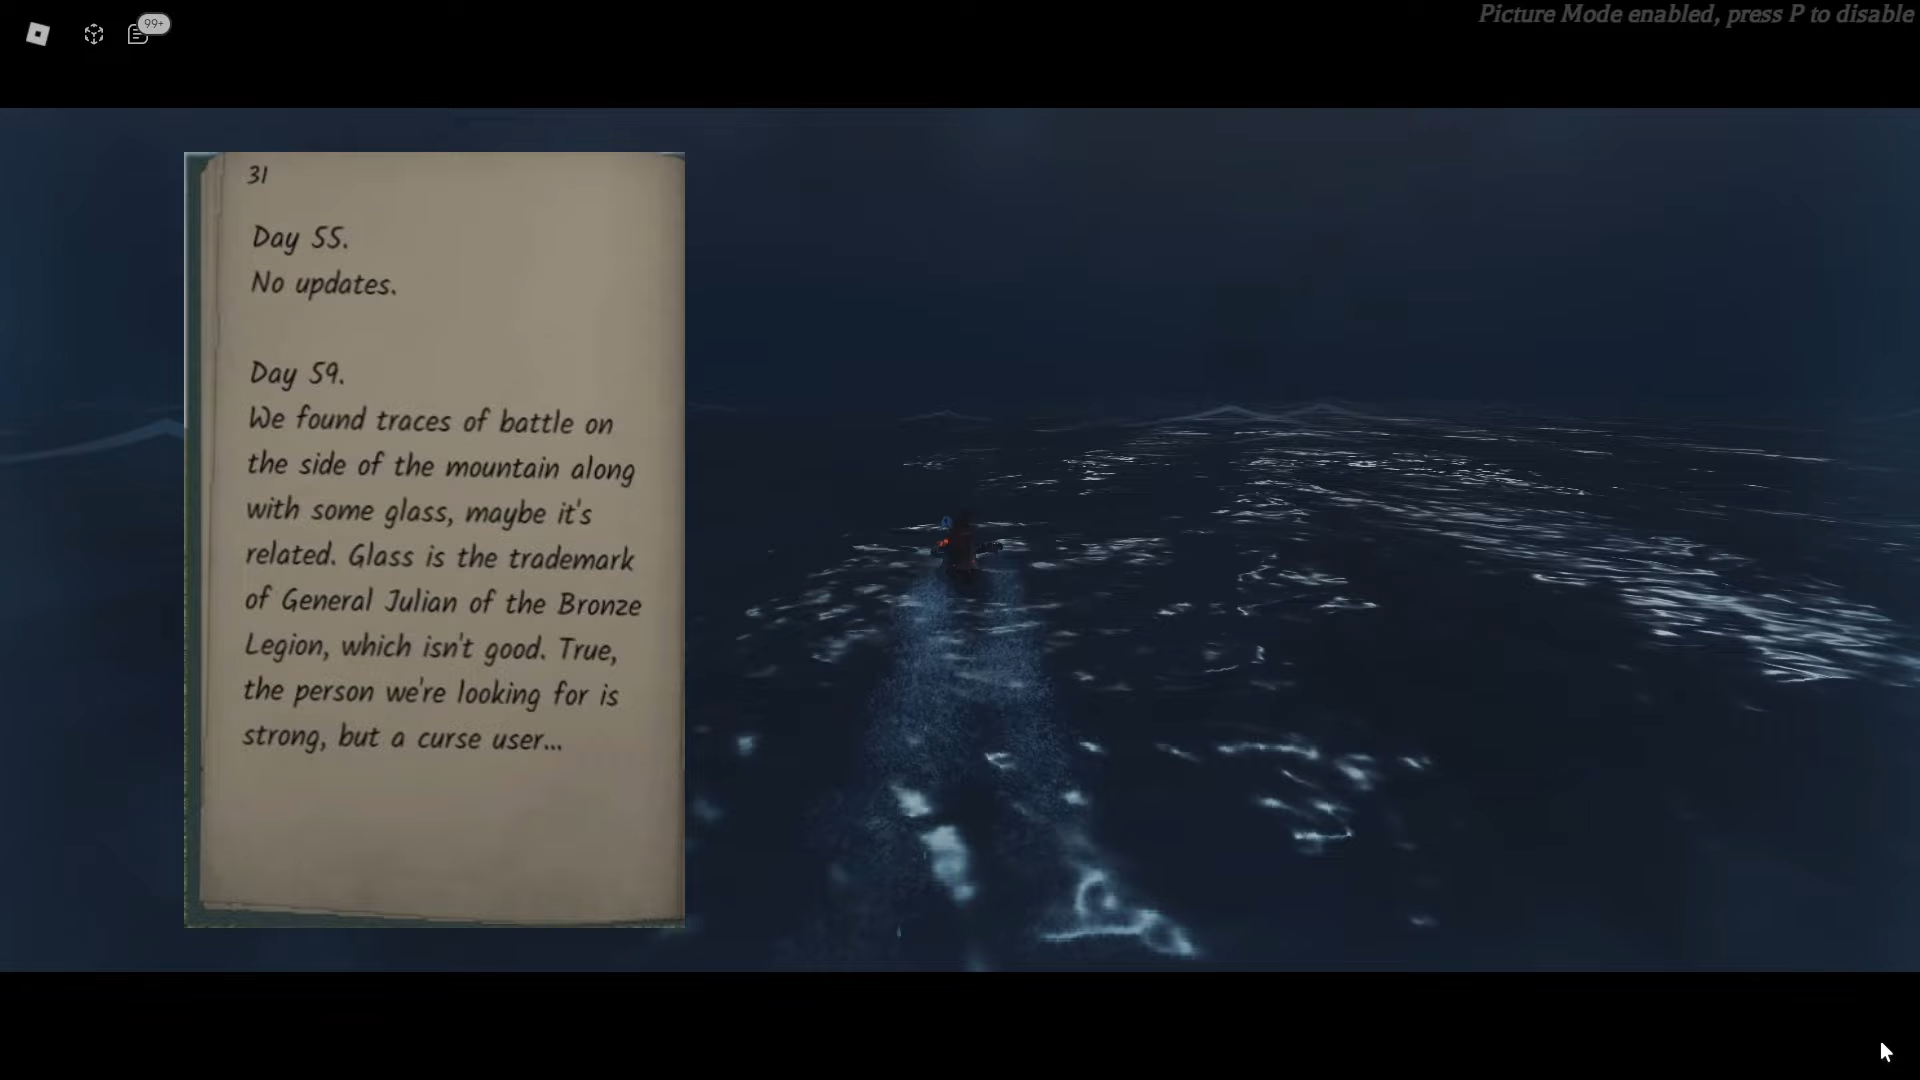 99+
Picture Mode enabled, press P to disable
31
Day 55.
No updates.
Day 59.
We found traces of battle on
the side of the mountain along
with some glass, maybe it's
related. Glass is the trademark
of General Julian of the Bronze
Legion, which isn't good. True,
the person we're looking for is
strong, but a curse user...